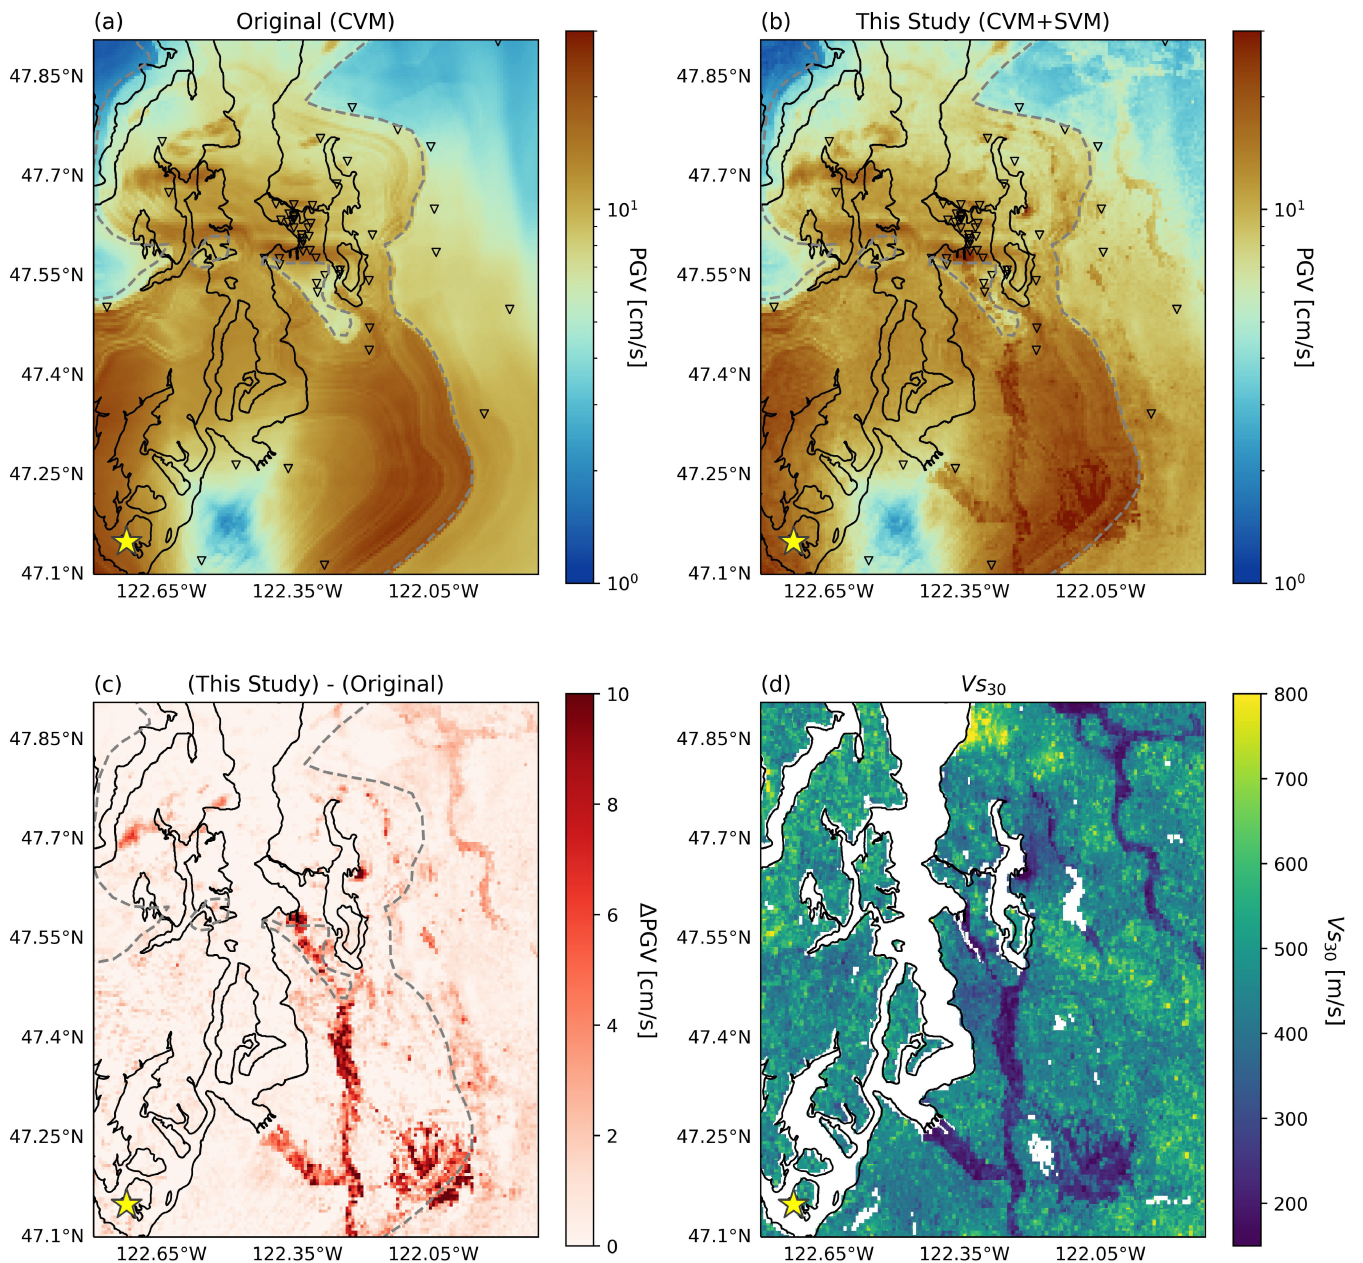 (a) Original (CVM)
47.85°N
47.7°N
47.55°N
47.4°N
47.25°N
47.1°N
122.65°W 122.35°W 122.05°W
10¹
10⁰
PGV [cm/s]
(b) This Study (CVM+SVM)
47.85°N
47.7°N
47.55°N
47.4°N
47.25°N
47.1°N
122.65°W 122.35°W 122.05°W
10¹
10⁰
PGV [cm/s]
(c) (This Study) - (Original)
47.85°N
47.7°N
47.55°N
47.4°N
47.25°N
47.1°N
122.65°W 122.35°W 122.05°W
10
8
6
4
2
0
ΔPGV [cm/s]
(d) Vs₃₀
47.85°N
47.7°N
47.55°N
47.4°N
47.25°N
47.1°N
122.65°W 122.35°W 122.05°W
800
700
600
500
400
300
200
Vs₃₀ [m/s]